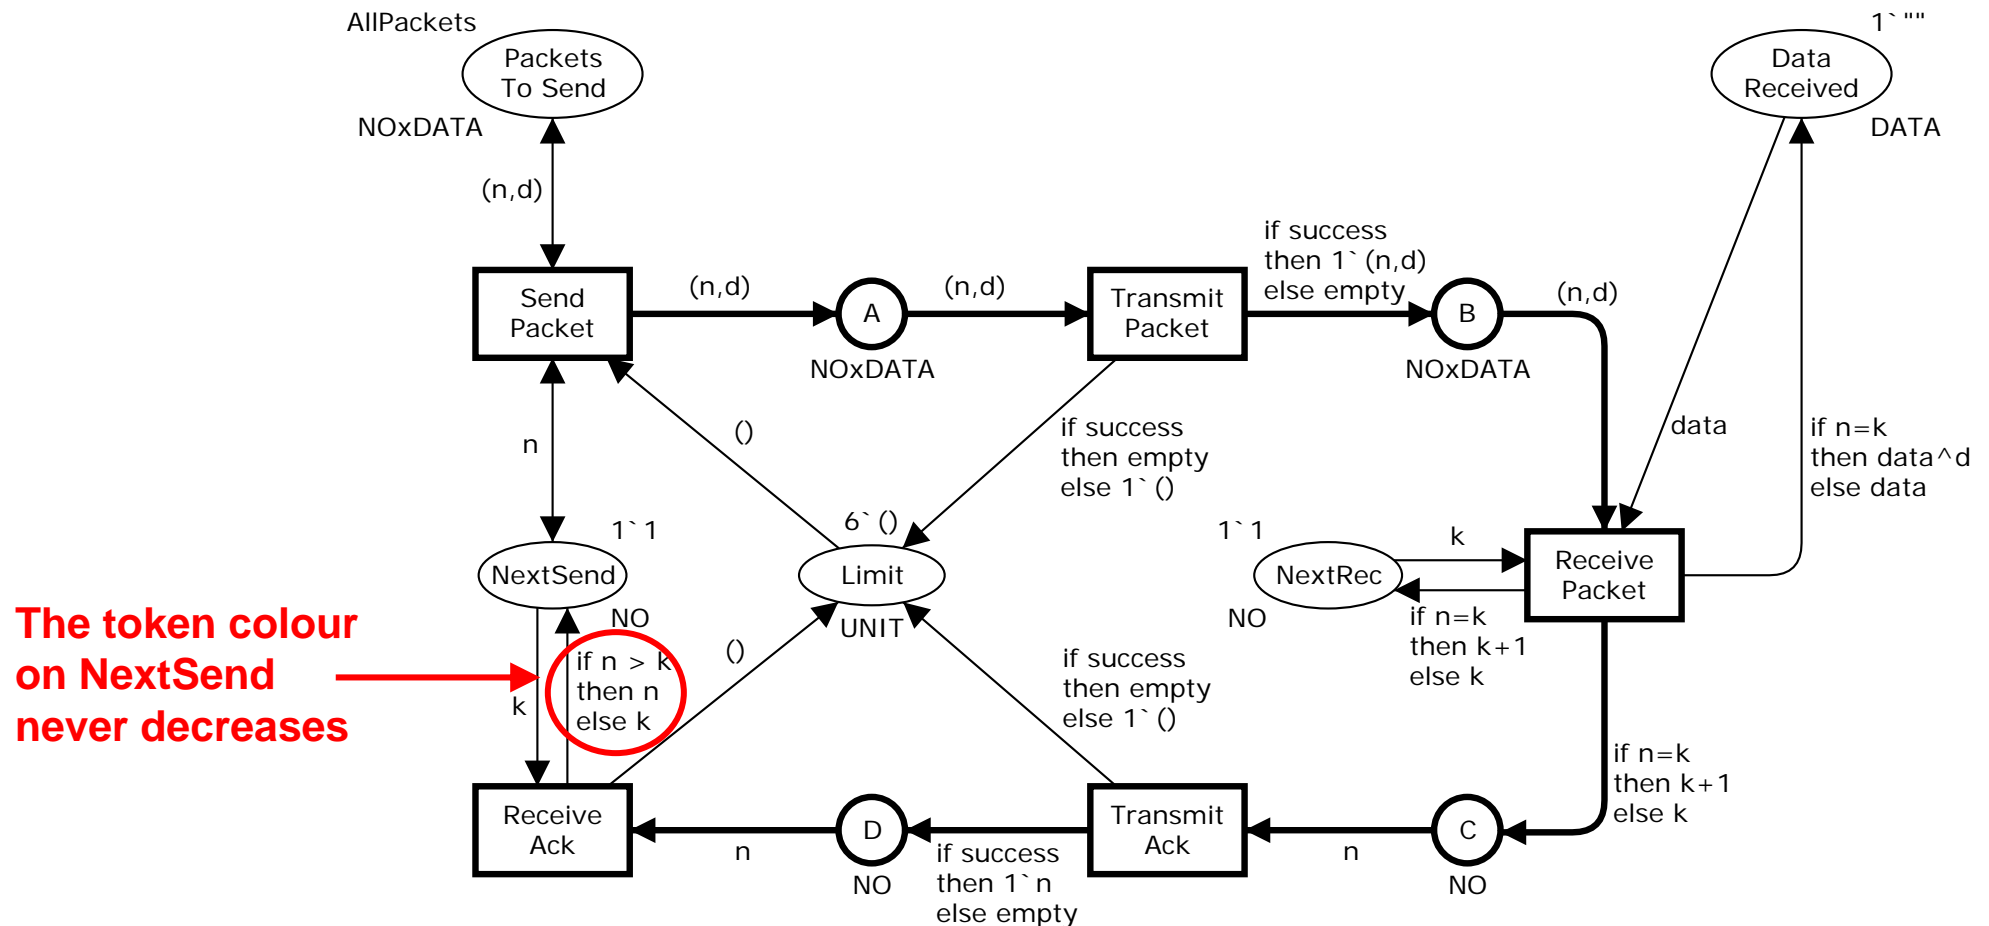 AllPackets
Packets
To Send
NOxDATA
(n,d)
1`""
Data
Received
DATA
Send
Packet
(n,d)
A
NOxDATA
(n,d)
Transmit
Packet
if success
then 1`(n,d)
else empty
B
NOxDATA
(n,d)
n
()
if success
then empty
else 1`()
data
if n=k
then data^d
else data
1`1
NextSend
NO
6`()
Limit
UNIT
1`1
NextRec
NO
k
if n=k
then k+1
else k
Receive
Packet
The token colour
on NextSend
never decreases
k
if n > k
then n
else k
()
if success
then empty
else 1`()
if n=k
then k+1
else k
Receive
Ack
n
D
NO
if success
then 1`n
else empty
Transmit
Ack
n
C
NO